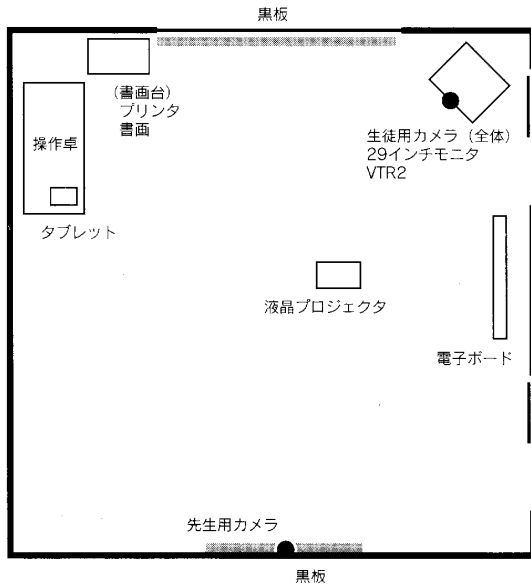 黒板
(書画台)
プリンタ
書画
操作卓
タブレット
生徒用カメラ(全体)
29インチモニタ
VTR2
液晶プロジェクタ
電子ボード
先生用カメラ
黒板